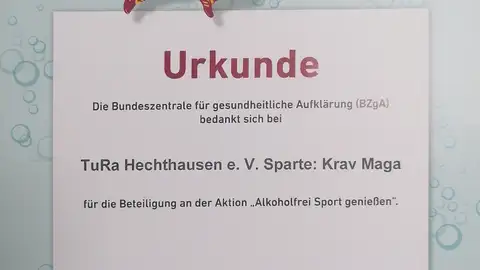 Urkunde
Die Bundeszentrale für gesundheitliche Aufklärung (BZgA)
bedankt sich bei
TuRa Hechthausen e. V. Sparte: Krav Maga
für die Beteiligung an der Aktion „Alkoholfrei Sport genießen“.